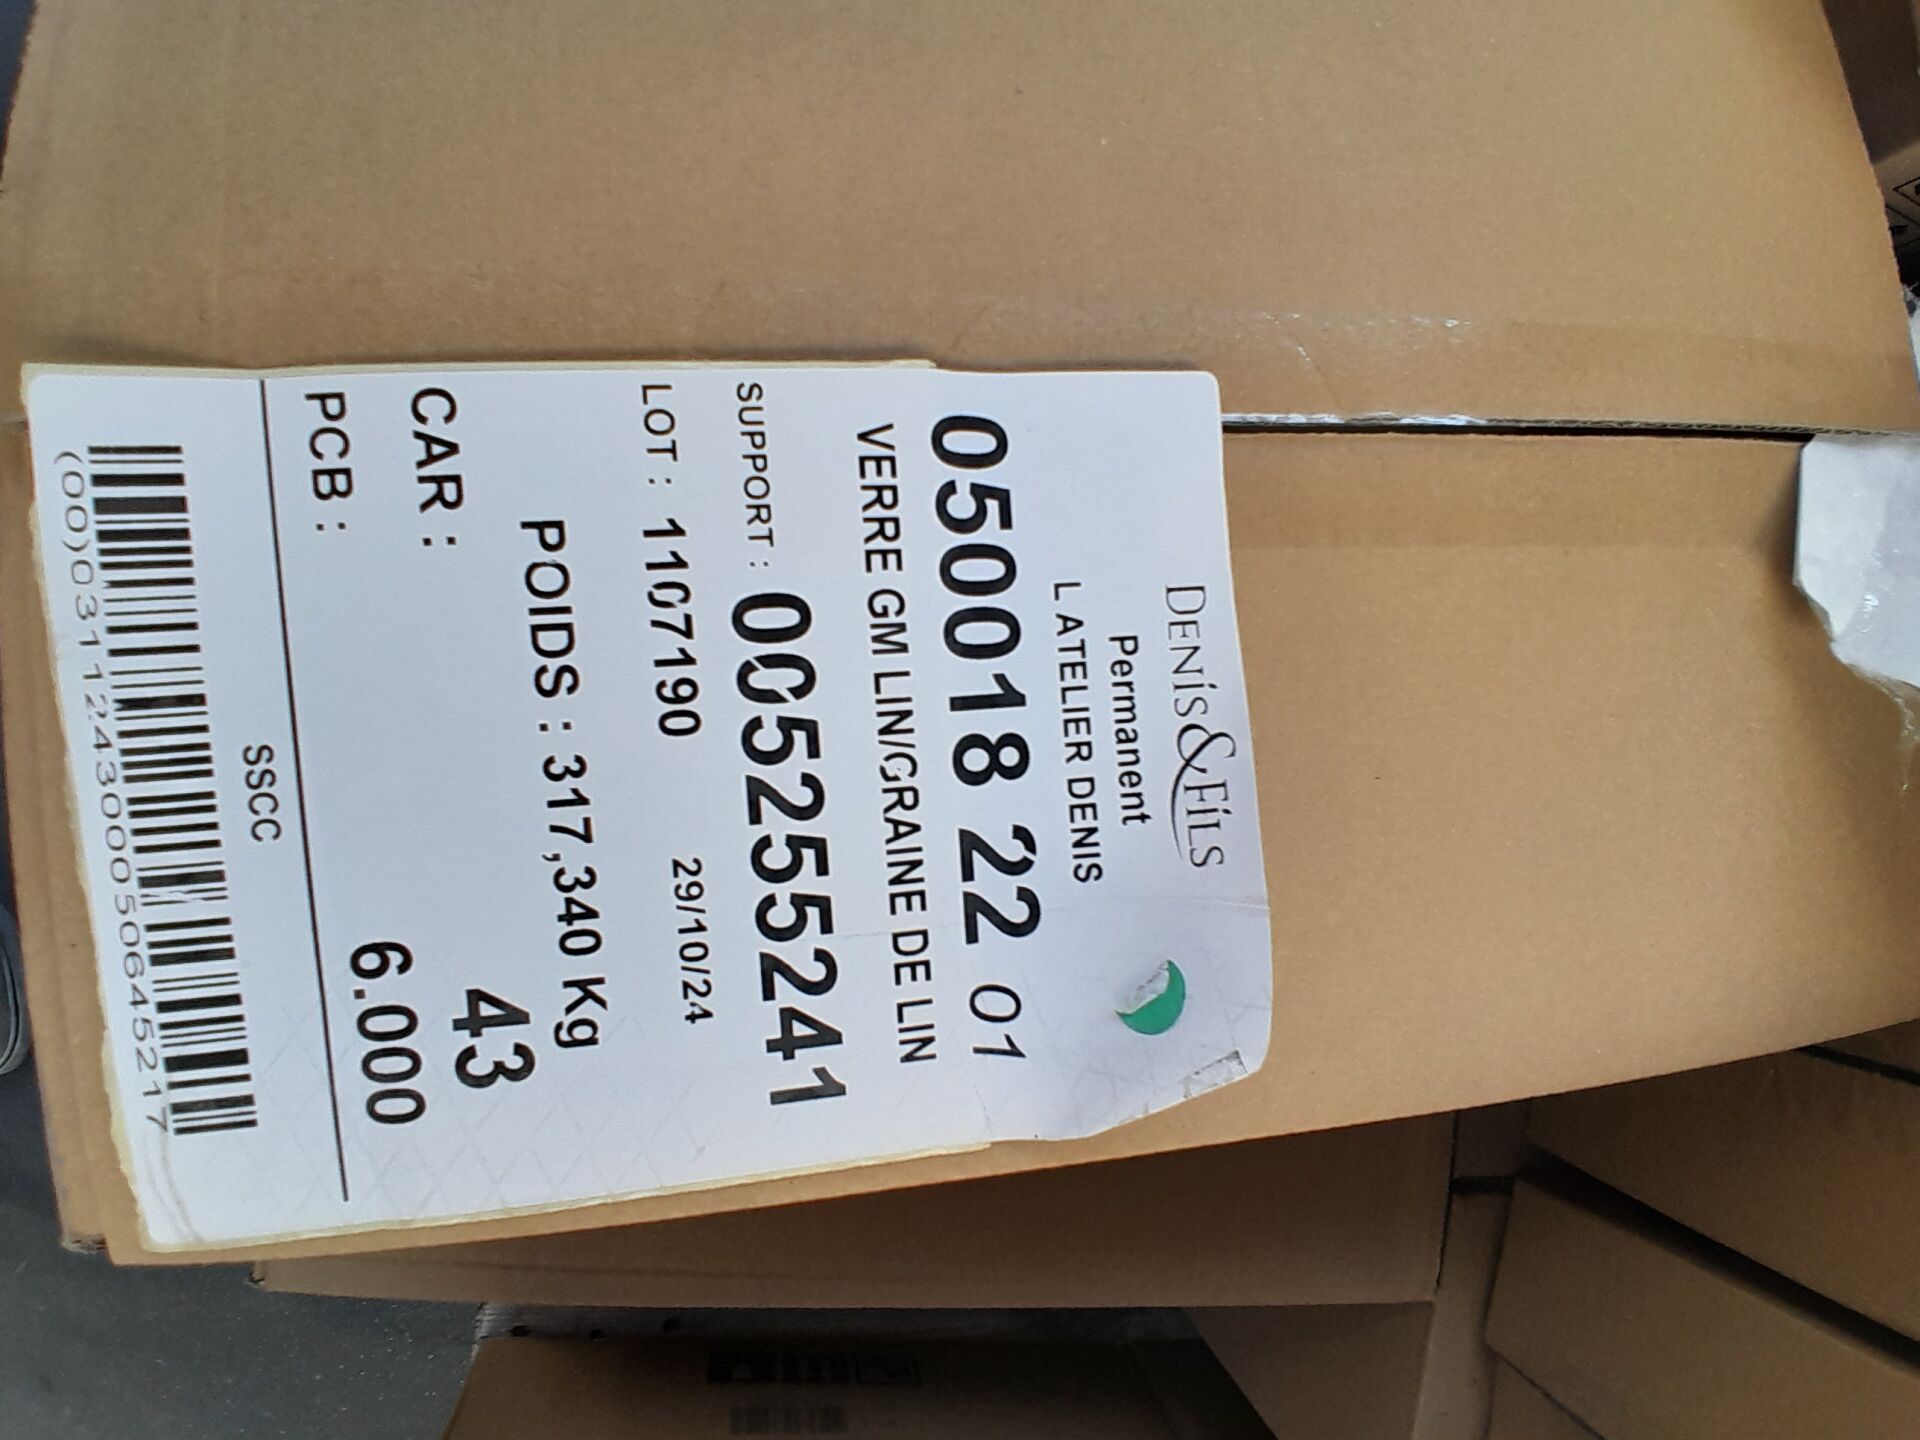 DENiS&FiLS
Permanent
L ATELIER DENIS
050018 22 01
VERRE GM LIN/GRAINE DE LIN
SUPPORT : 005255241
LOT : 1107190 29/10/24
POIDS : 317,340 Kg
CAR : 43
PCB : 6.000
SSCC
(00)031124300050645217